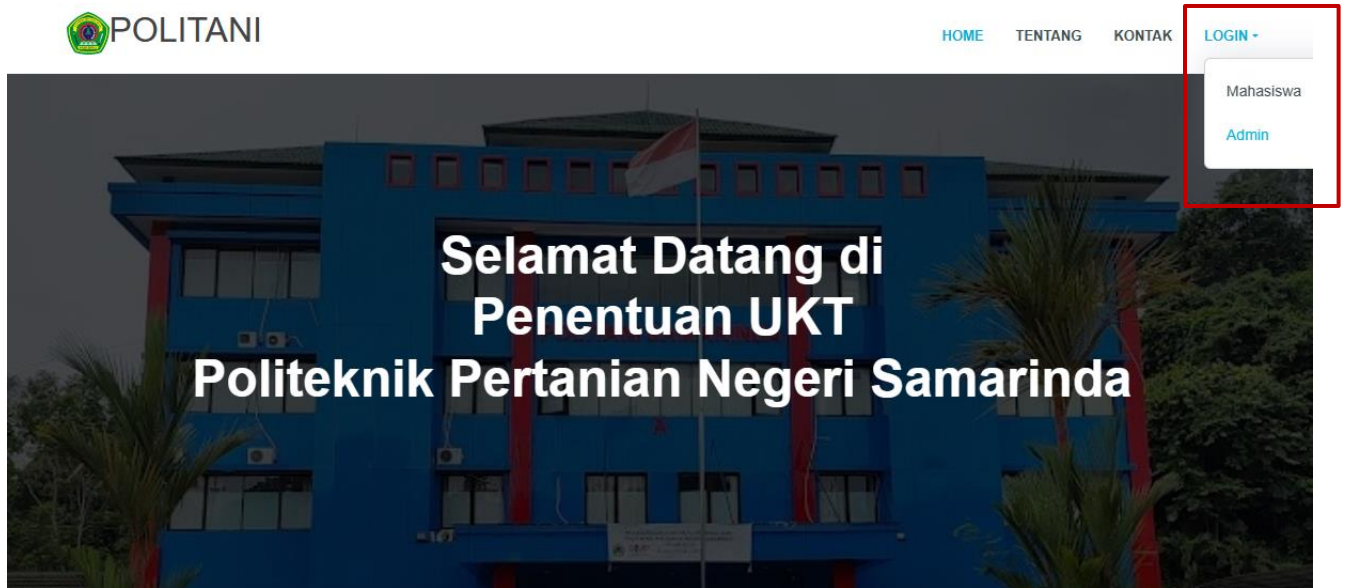 POLITANI
HOME TENTANG KONTAK LOGIN
Mahasiswa
Admin
Selamat Datang di
Penentuan UKT
Politeknik Pertanian Negeri Samarinda